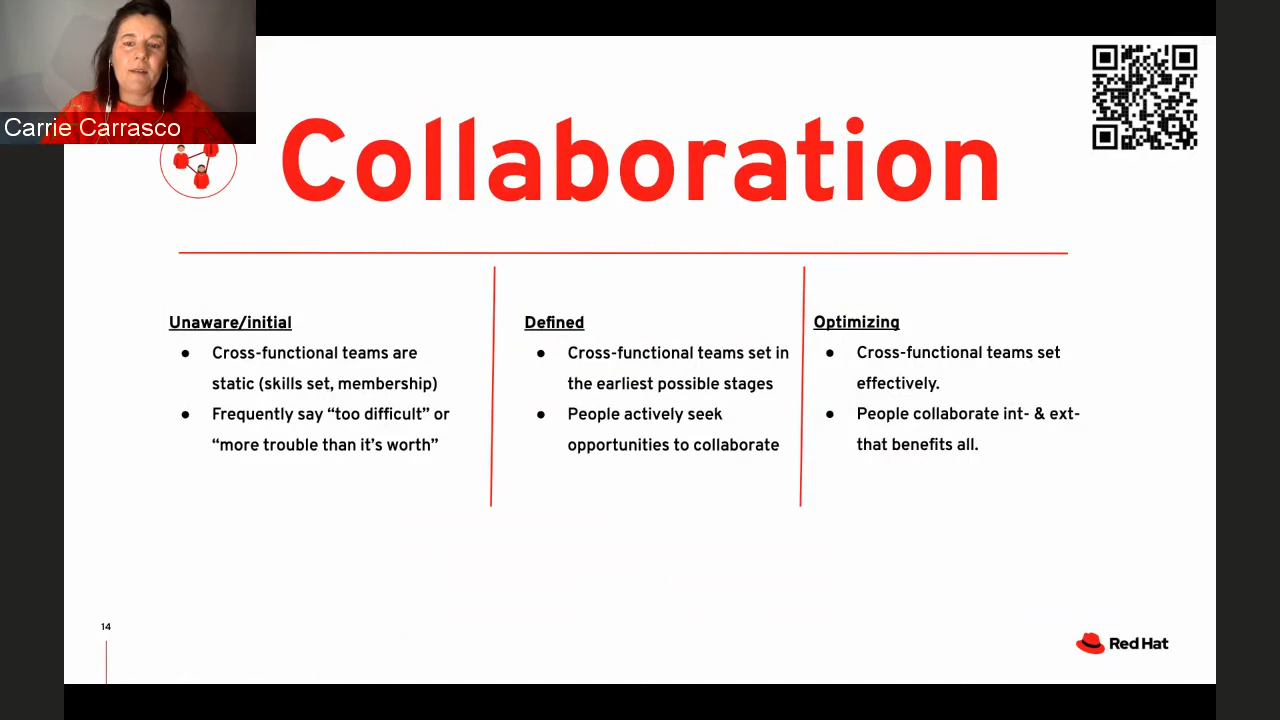 Carrie Carrasco
Collaboration
Unaware/initial
● Cross-functional teams are
static (skills set, membership)
● Frequently say “too difficult” or
“more trouble than it’s worth”
Defined
● Cross-functional teams set in
the earliest possible stages
● People actively seek
opportunities to collaborate
Optimizing
● Cross-functional teams set
effectively.
● People collaborate int- & ext-
that benefits all.
14
Red Hat